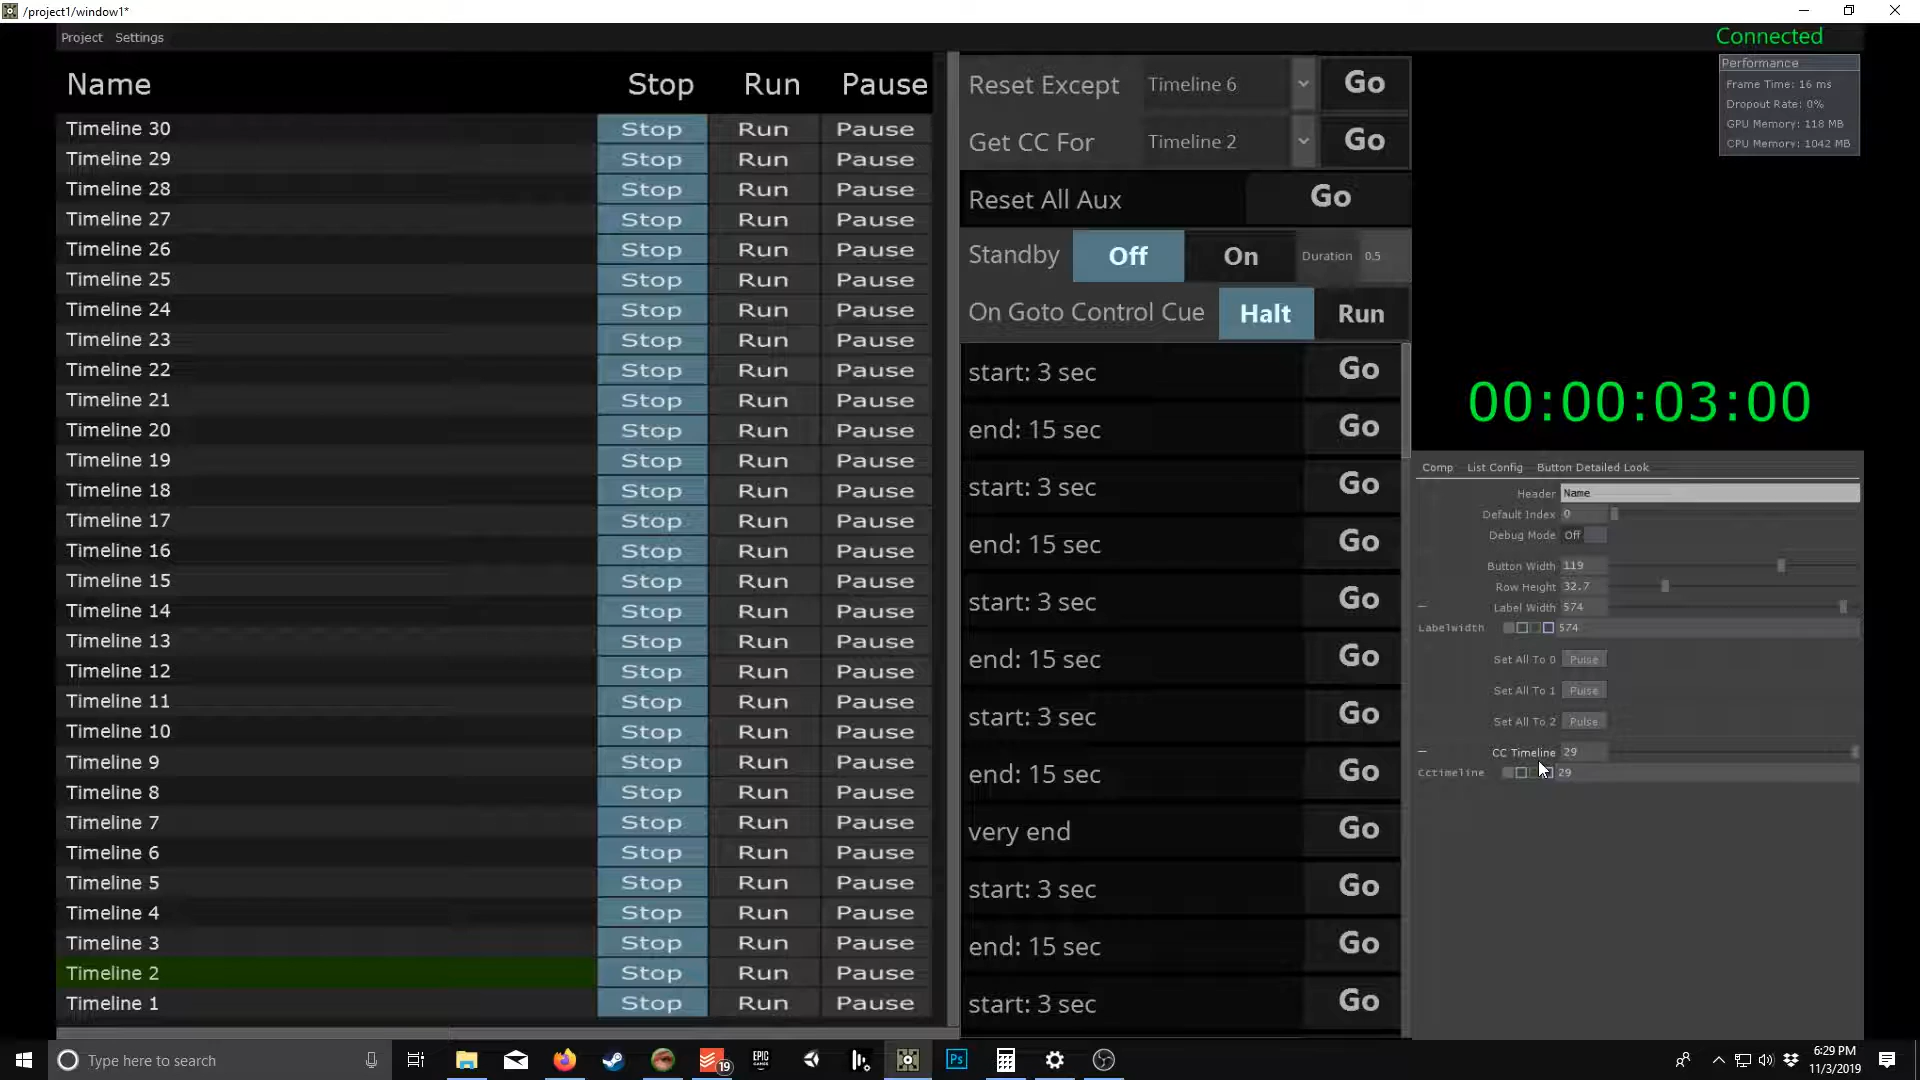 /project1/window1*
Project Settings
Connected
Name Stop Run Pause
Timeline 30 Stop Run Pause
Timeline 29 Stop Run Pause
Timeline 28 Stop Run Pause
Timeline 27 Stop Run Pause
Timeline 26 Stop Run Pause
Timeline 25 Stop Run Pause
Timeline 24 Stop Run Pause
Timeline 23 Stop Run Pause
Timeline 22 Stop Run Pause
Timeline 21 Stop Run Pause
Timeline 20 Stop Run Pause
Timeline 19 Stop Run Pause
Timeline 18 Stop Run Pause
Timeline 17 Stop Run Pause
Timeline 16 Stop Run Pause
Timeline 15 Stop Run Pause
Timeline 14 Stop Run Pause
Timeline 13 Stop Run Pause
Timeline 12 Stop Run Pause
Timeline 11 Stop Run Pause
Timeline 10 Stop Run Pause
Timeline 9 Stop Run Pause
Timeline 8 Stop Run Pause
Timeline 7 Stop Run Pause
Timeline 6 Stop Run Pause
Timeline 5 Stop Run Pause
Timeline 4 Stop Run Pause
Timeline 3 Stop Run Pause
Timeline 2 Stop Run Pause
Timeline 1 Stop Run Pause
Reset Except Timeline 6 Go
Get CC For Timeline 2 Go
Reset All Aux Go
Standby Off On Duration 0.5
On Goto Control Cue Halt Run
start: 3 sec Go
end: 15 sec Go
start: 3 sec Go
end: 15 sec Go
start: 3 sec Go
end: 15 sec Go
start: 3 sec Go
end: 15 sec Go
very end Go
start: 3 sec Go
end: 15 sec Go
start: 3 sec Go
Performance
Frame Time: 16 ms
Dropout Rate: 0%
GPU Memory: 118 MB
CPU Memory: 1042 MB
00:00:03:00
Comp List Config Button Detailed Look
Header Name
Default Index 0
Debug Mode Off
Button Width 119
Row Height 32.7
Label Width 574
Labelwidth 574
Set All To 0 Pulse
Set All To 1 Pulse
Set All To 2 Pulse
CC Timeline 29
Cctimeline 29
Type here to search
19
EPIC
GAMES
Ps
6:29 PM
11/3/2019